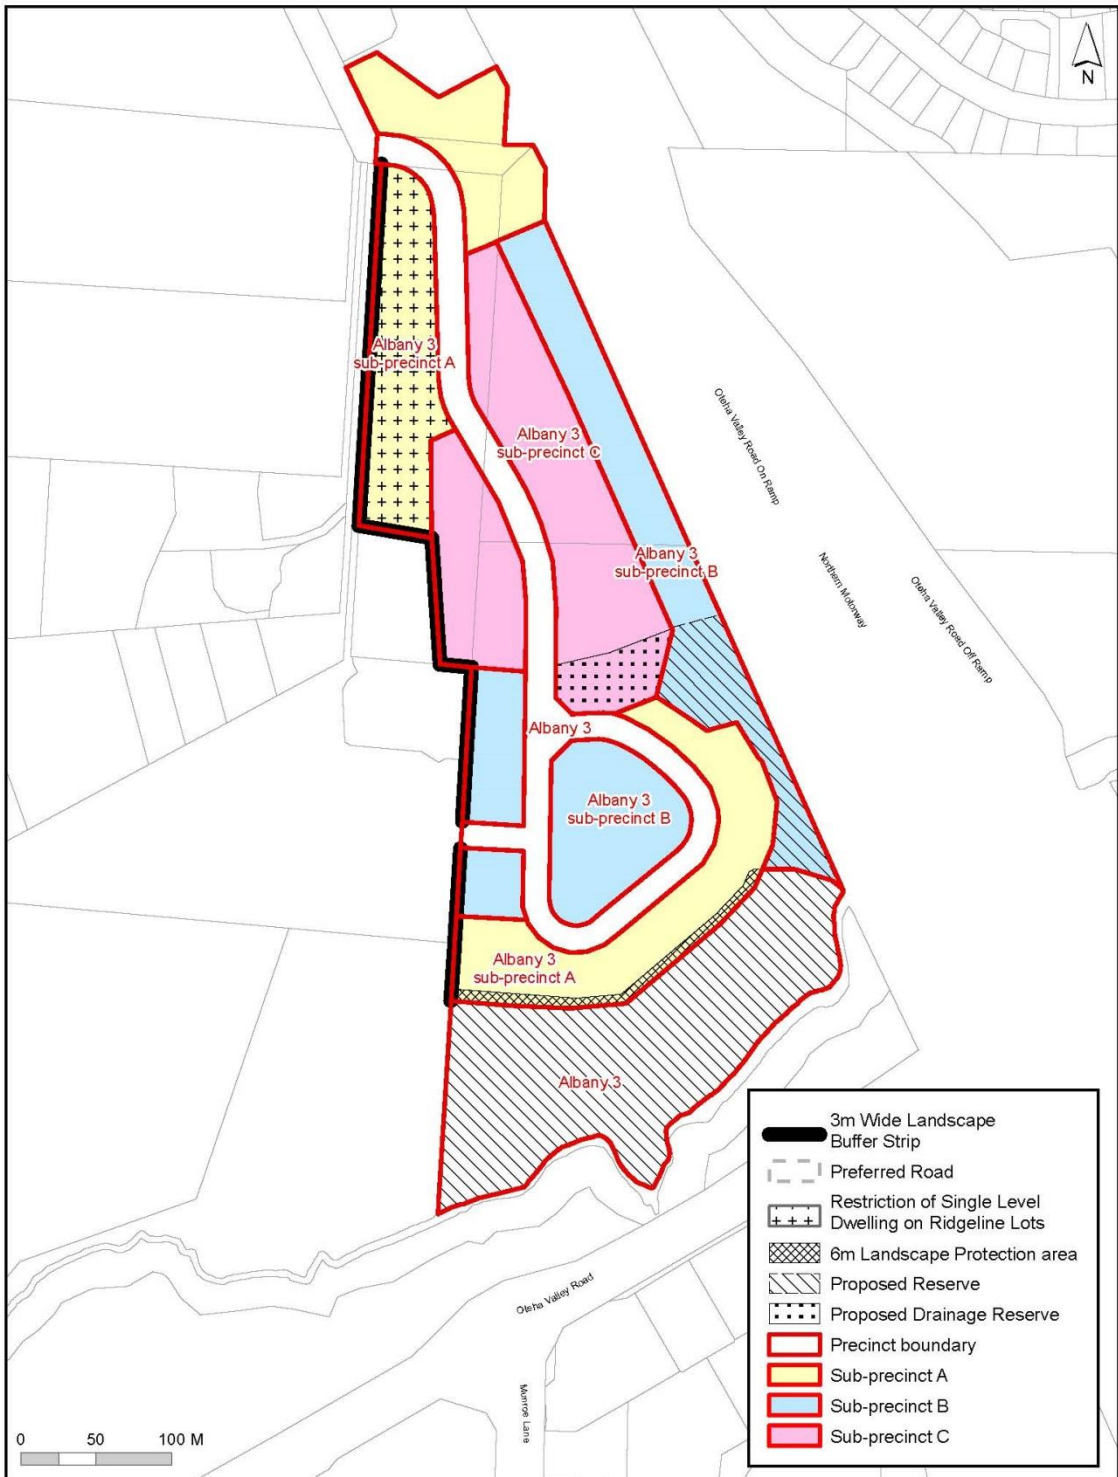 N
Albany 3
sub-precinct A
Albany 3
sub-precinct C
Oteha Valley Road On Ramp
Albany 3
sub-precinct B
Northern Motorway
Oteha Valley Road Off Ramp
Albany 3
Albany 3
sub-precinct B
Albany 3
sub-precinct A
Albany 3
Oteha Valley Road
Munroe Lane
3m Wide Landscape
Buffer Strip
Preferred Road
Restriction of Single Level
Dwelling on Ridgeline Lots
6m Landscape Protection area
Proposed Reserve
Proposed Drainage Reserve
Precinct boundary
Sub-precinct A
Sub-precinct B
Sub-precinct C
0 50 100 M